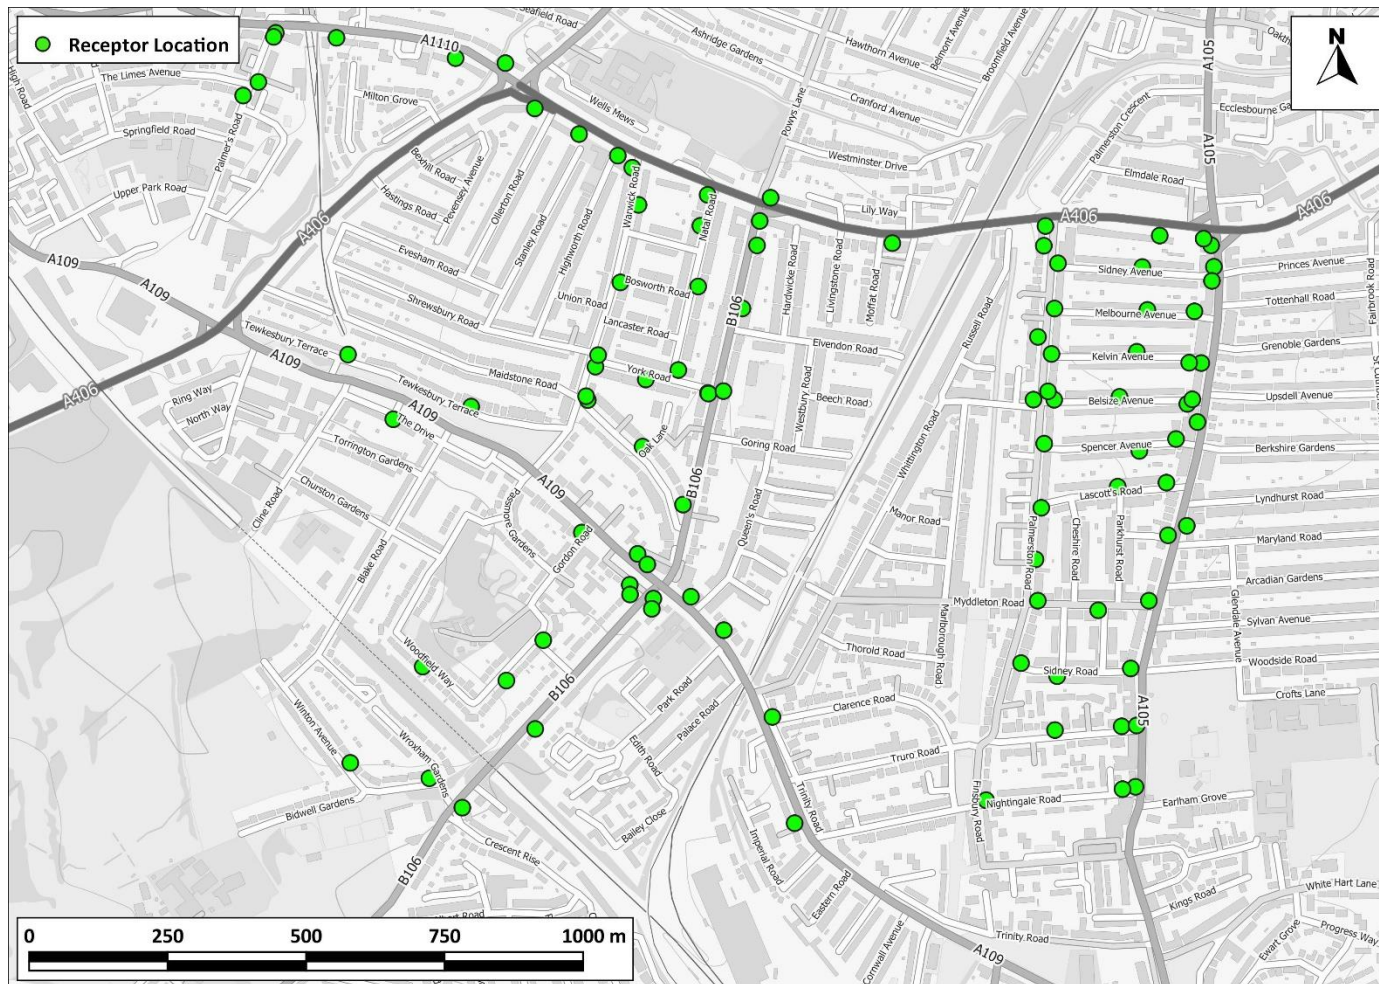 Receptor Location
N
Seafield Road
A1110
Ashridge Gardens
Hawthorn Avenue
Belmont Avenue
Broomfield Avenue
A105
High Road
The Limes Avenue
Milton Grove
Wells Mews
Powys Lane
Cranford Avenue
Palmerston Crescent
Ecclesbourne
Springfield Road
Palmer's Road
Bexhill Road
Pevensey Avenue
Westminster Drive
A105
Upper Park Road
Hastings Road
Ollerton Road
Warwick Road
Elmdale Road
A406
Stanley Road
Highworth Road
Natal Road
Lily Way
A406
A406
A109
Evesham Road
Hardwicke Road
Livingstone Road
Moffat Road
Sidney Avenue
Princes Avenue
Fairbrook Road
A109
Union Road
Bosworth Road
B106
Tottenhall Road
Shrewsbury Road
Lancaster Road
Melbourne Avenue
Russell Road
Tewkesbury Terrace
A109
Elvendon Road
Grenoble Gardens
Kelvin Avenue
Maidstone Road
York Road
A406
Ring Way
North Way
Tewkesbury Terrace
A109
The Drive
Westbury Road
Beech Road
Belsize Avenue
Upsdell Avenue
Torrington Gardens
Oak Lane
Goring Road
Whittington Road
Spencer Avenue
Berkshire Gardens
Churston Gardens
Cline Road
Passmore Gardens
A109
B106
Lascott's Road
Lyndhurst Road
Queen's Road
Manor Road
Palmerston Road
Cheshire Road
Parkhurst Road
Gordon Road
Maryland Road
Blake Road
Arcadian Gardens
Myddleton Road
Glendale Avenue
Marlborough Road
Sylvan Avenue
Woodfield Way
Thorold Road
Sidney Road
Woodside Road
B106
Park Road
Crofts Lane
Winton Avenue
Clarence Road
Palace Road
A105
Wroxham Gardens
Edith Road
Truro Road
Bidwell Gardens
Trinity Road
Finsbury Road
Nightingale Road
Earlham Grove
Bailey Close
Imperial Road
Crescent Rise
B106
Eastern Road
White Hart Lane
Kings Road
Cornwall Avenue
Trinity Road
A109
Ewart Grove
Progress Way
0 250 500 750 1000 m